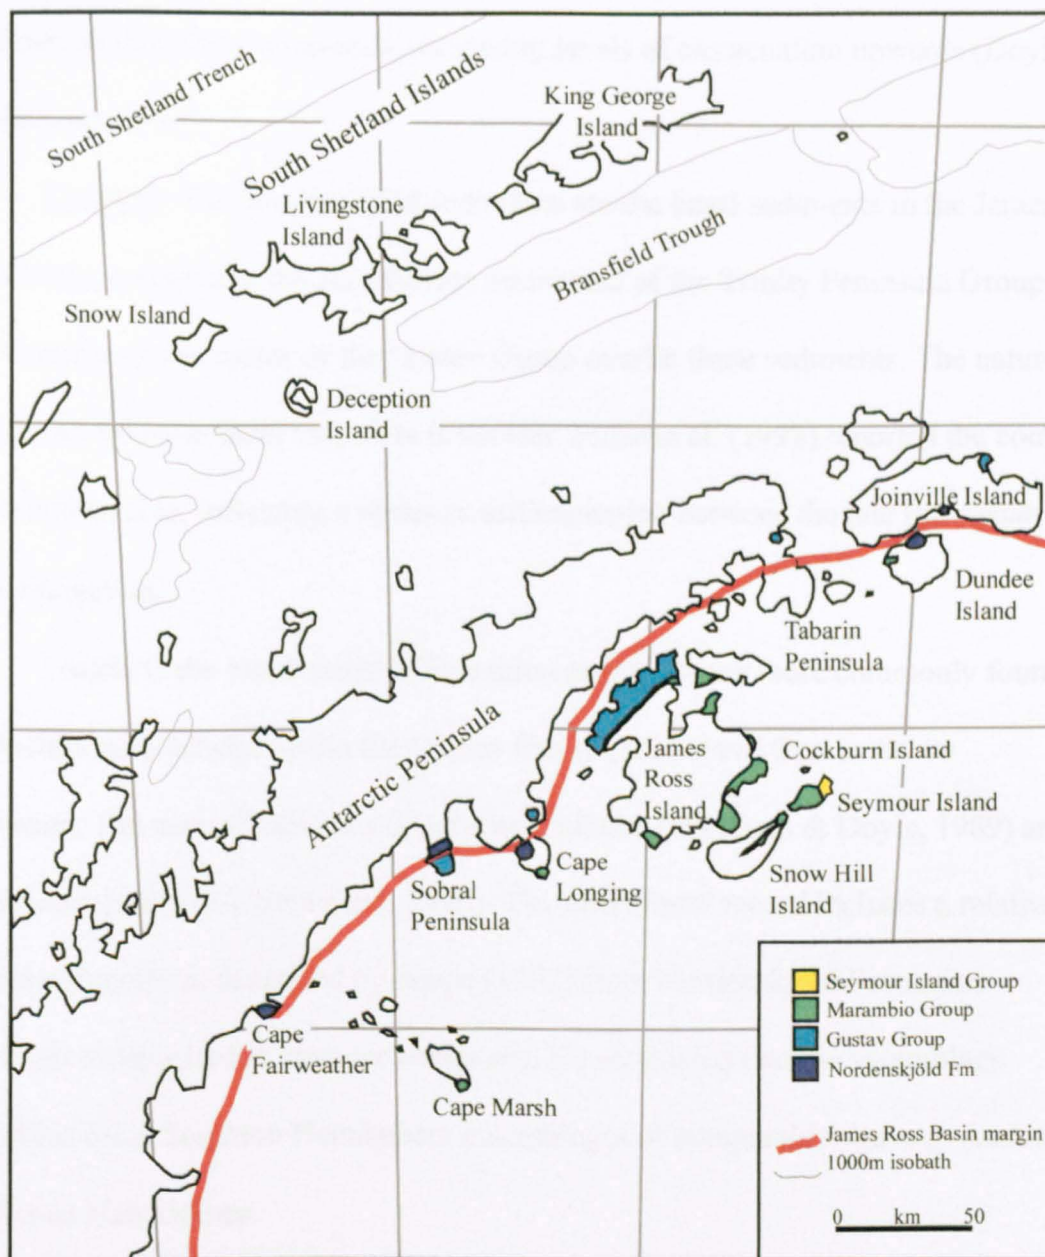 South Shetland Trench
South Shetland Islands
King George
Island
Livingstone
Island
Bransfield Trough
Snow Island
Deception
Island
Joinville Island
Dundee
Island
Tabarin
Peninsula
Antarctic Peninsula
James
Ross
Island
Cockburn Island
Seymour Island
Snow Hill
Island
Cape
Longing
Sobral
Peninsula
Cape
Fairweather
Cape Marsh
Seymour Island Group
Marambio Group
Gustav Group
Nordenskjöld Fm
James Ross Basin margin
1000m isobath
0 km 50